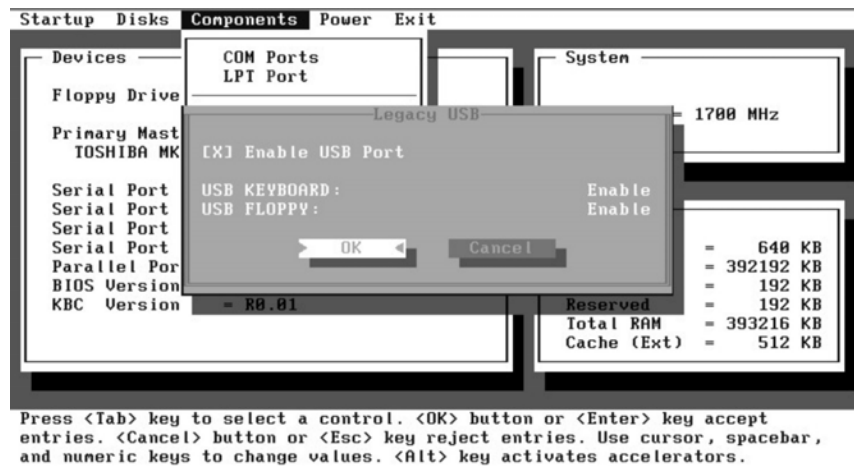 Startup Disks Components Power Exit
Devices
COM Ports
LPT Port
System
Floppy Drive
Legacy USB
= 1700 MHz
Primary Mast
TOSHIBA MK
[X] Enable USB Port
Serial Port
USB KEYBOARD: Enable
Serial Port
USB FLOPPY: Enable
Serial Port
Serial Port
OK
Cancel
= 640 KB
Parallel Por
= 392192 KB
BIOS Version
= 192 KB
KBC Version = R0.01
Reserved = 192 KB
Total RAM = 393216 KB
Cache (Ext) = 512 KB
Press <Tab> key to select a control. <OK> button or <Enter> key accept
entries. <Cancel> button or <Esc> key reject entries. Use cursor, spacebar,
and numeric keys to change values. <Alt> key activates accelerators.